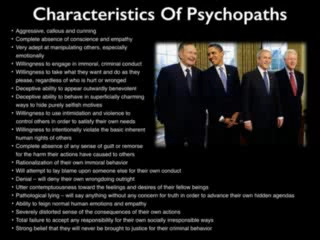 Characteristics Of Psychopaths
• Aggressive, callous and cunning
• Complete absence of conscience and empathy
• Very adept at manipulating others, especially
emotionally
• Willingness to engage in immoral, criminal conduct
• Willingness to take what they want and do as they
please, regardless of who is hurt or wronged
• Deceptive ability to appear outwardly benevolent
• Deceptive ability to behave in superficially charming
ways to hide purely selfish motives
• Willingness to use intimidation and violence to
control others in order to satisfy their own needs
• Willingness to intentionally violate the basic inherent
human rights of others
• Complete absence of any sense of guilt or remorse
for the harm their actions have caused to others
• Rationalization of their own immoral behavior
• Will attempt to lay blame upon someone else for their own conduct
• Denial – will deny their own wrongdoing outright
• Utter contemptuousness toward the feelings and desires of their fellow beings
• Pathological lying – will say anything without any concern for truth in order to advance their own hidden agendas
• Ability to feign normal human emotions and empathy
• Severely distorted sense of the consequences of their own actions
• Total failure to accept any responsibility for their own socially irresponsible ways
• Strong belief that they will never be brought to justice for their criminal behavior